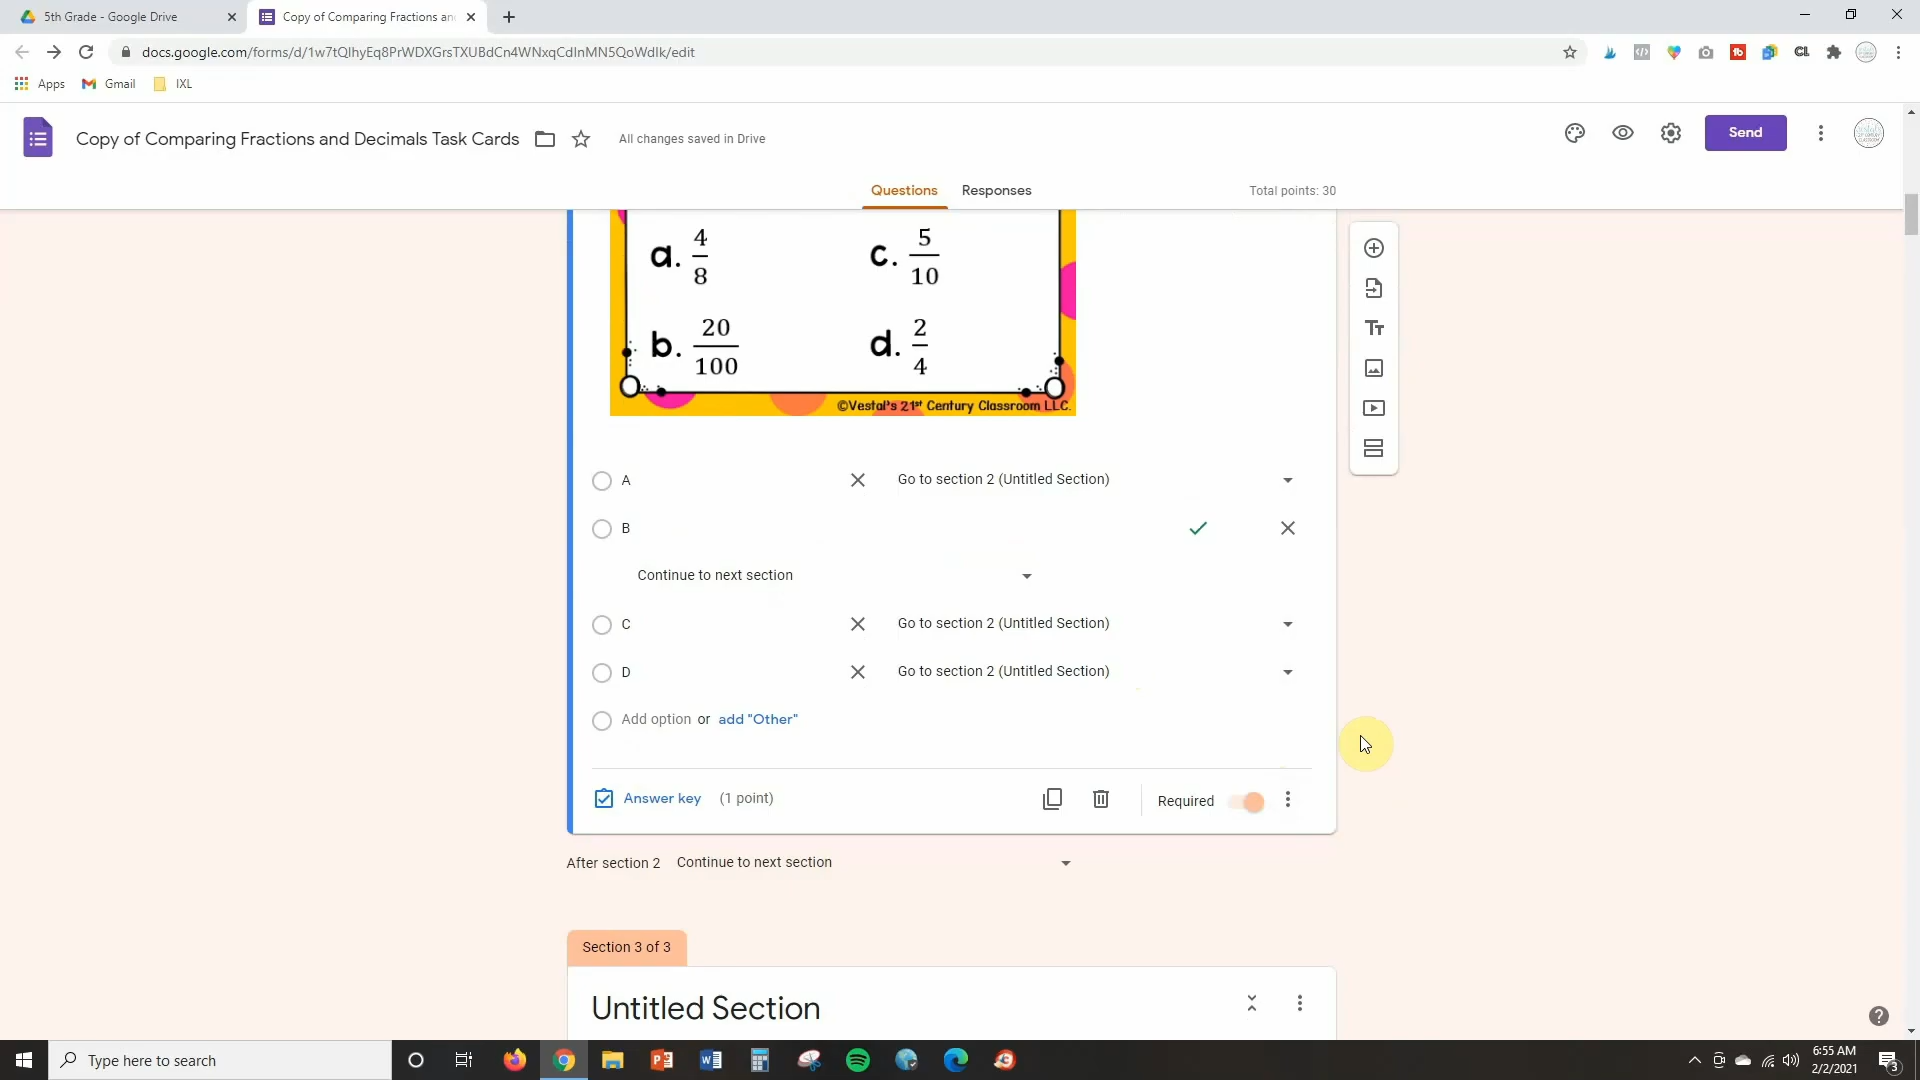 5th Grade - Google Drive
Copy of Comparing Fractions an
docs.google.com/forms/d/1w7tQlhyEq8PrWDXGrsTXUBdCn4WNxqCdlnMN5QoWdlk/edit
Apps
Gmail
IXL
Copy of Comparing Fractions and Decimals Task Cards
All changes saved in Drive
Send
Questions
Responses
Total points: 30
a. 4/8
c. 5/10
b. 20/100
d. 2/4
©Vestal's 21st Century Classroom LLC.
A
Go to section 2 (Untitled Section)
B
Continue to next section
C
Go to section 2 (Untitled Section)
D
Go to section 2 (Untitled Section)
Add option or add "Other"
Answer key (1 point)
Required
After section 2 Continue to next section
Section 3 of 3
Untitled Section
Type here to search
6:55 AM
2/2/2021
3